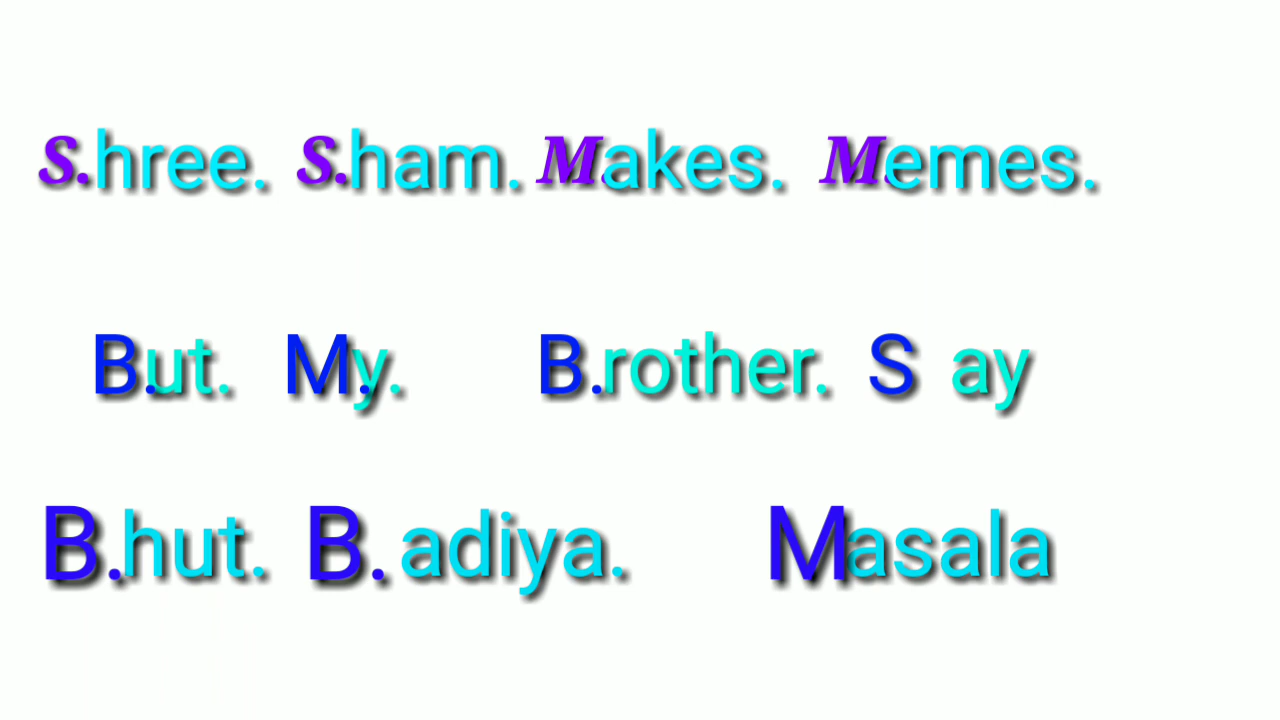 S.hree. S.ham. M.akes. M.emes.
B.ut. M.y. B.rother. S ay
B.hut. B. adiya. Masala